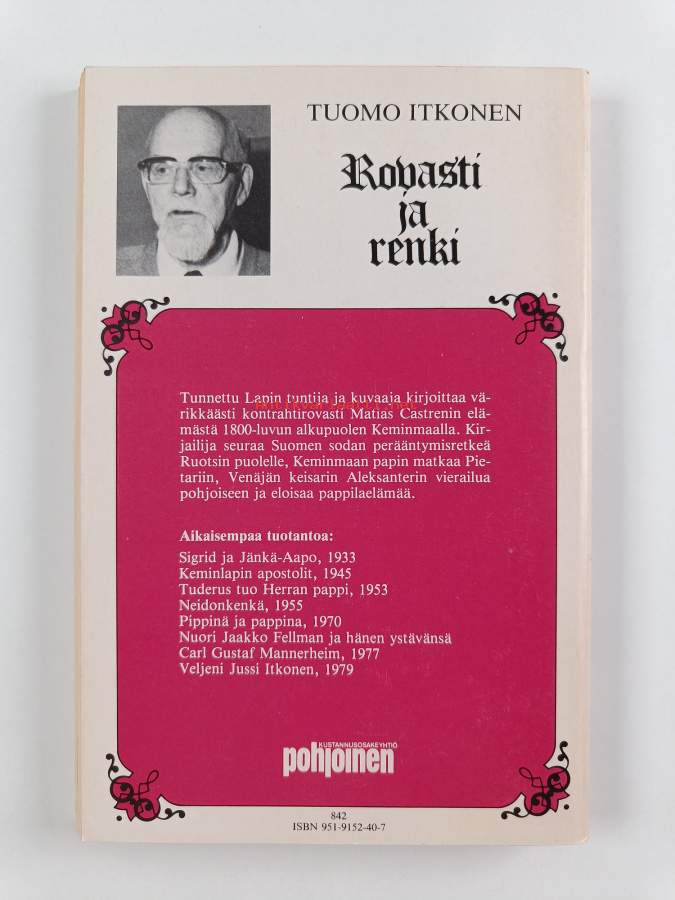 TUOMO ITKONEN
Rovasti
ja
renki
Tunnettu Lapin tuntija ja kuvaaja kirjoittaa vä-
rikkäästi kontrahtirovasti Matias Castrenin elä-
mästä 1800-luvun alkupuolen Keminmaalla. Kir-
jailija seuraa Suomen sodan perääntymisretkeä
Ruotsin puolelle, Keminmaan papin matkaa Pie-
tariin, Venäjän keisarin Aleksanterin vierailua
pohjoiseen ja eloisaa pappilaelämää.
Aikaisempaa tuotantoa:
Sigrid ja Jänkä-Aapo, 1933
Keminlapin apostolit, 1945
Tuderus tuo Herran pappi, 1953
Neidonkenkä, 1955
Pippinä ja pappina, 1970
Nuori Jaakko Fellman ja hänen ystävänsä
Carl Gustaf Mannerheim, 1977
Veljeni Jussi Itkonen, 1979
KUSTANNUSOSAKEYHTIÖ
pohjoinen
842
ISBN 951-9152-40-7